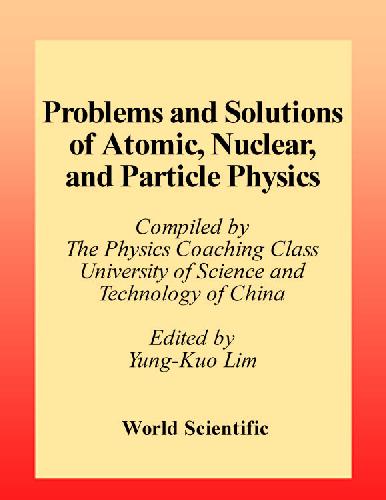 Problems and Solutions
of Atomic, Nuclear,
and Particle Physics
Compiled by
The Physics Coaching Class
University of Science and
Technology of China
Edited by
Yung-Kuo Lim
World Scientific